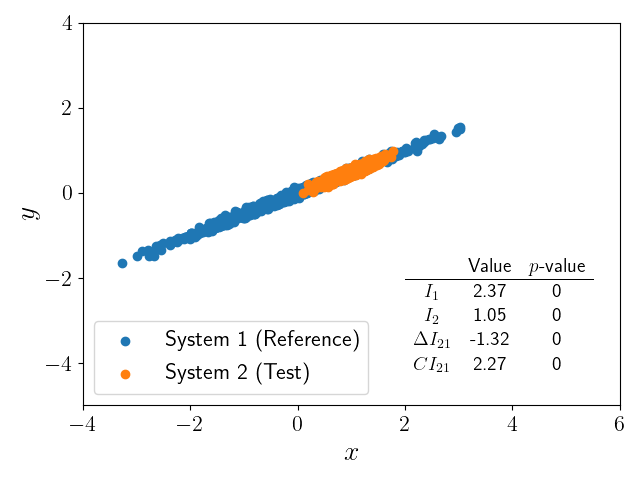 4
2
0
−2
−4
y
Value p-value
I₁ 2.37 0
I₂ 1.05 0
ΔI₂₁ -1.32 0
CI₂₁ 2.27 0
System 1 (Reference)
System 2 (Test)
−4 −2 0 2 4 6
x